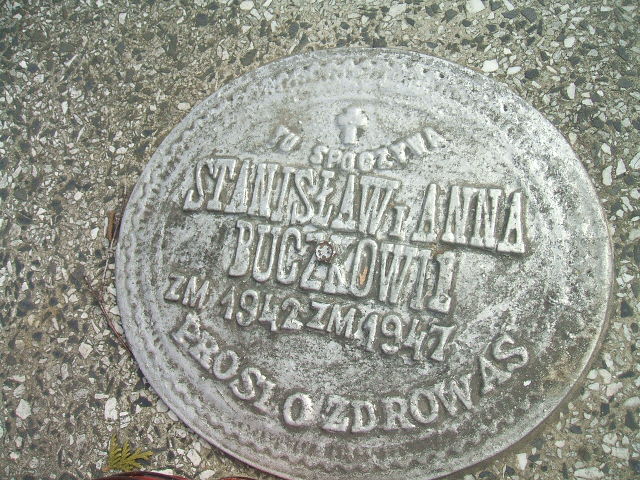 TU SPOCZYWA
STANISŁAW I ANNA
BUCZKOWIE
ZM 1942 ZM 1947
PROSI O ZDROWAŚ